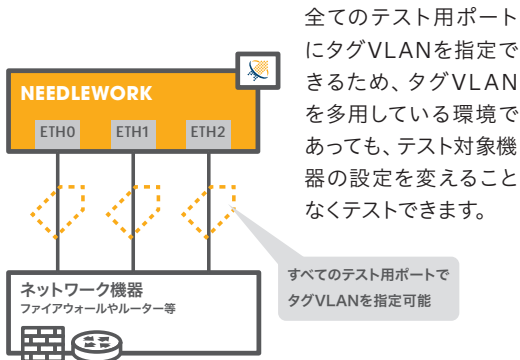 全てのテスト用ポート
にタグVLANを指定で
きるため、タグVLAN
を多用している環境で
あっても、テスト対象機
器の設定を変えること
なくテストできます。
NEEDLEWORK
ETH0 ETH1 ETH2
すべてのテスト用ポートで
タグVLANを指定可能
ネットワーク機器
ファイアウォールやルーター等